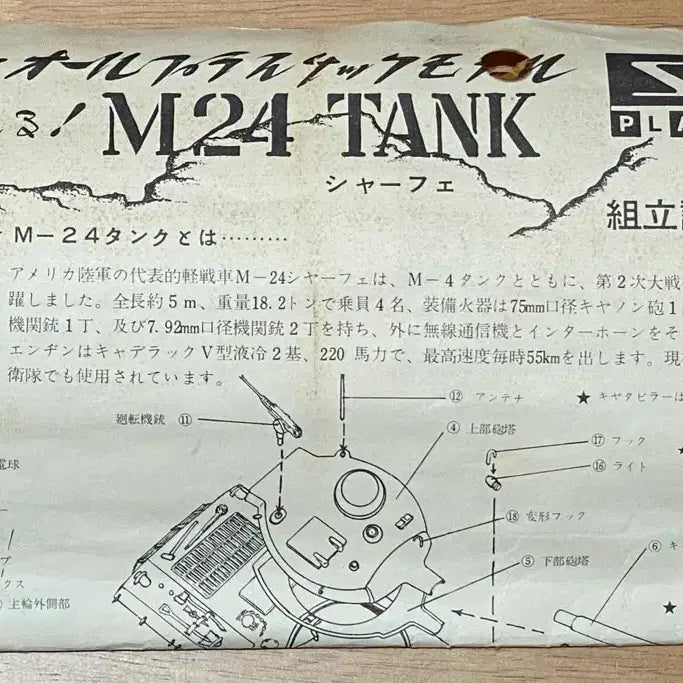 オールプラスチックモデル
る! M24 TANK
シャーフェ
PLA
組立
M-24タンクとは………
アメリカ陸軍の代表的軽戦車M-24シャーフェは、M-4タンクとともに、第2次大戦
躍しました。全長約5m、重量18.2トンで乗員4名、装備火器は75mm口径キヤノン砲1
機関銃1丁、及び7.92mm口径機関銃2丁を持ち、外に無線通信機とインターホーンをそ
エンヂンはキャデラックV型液冷2基、220馬力で、最高速度毎時55kmを出します。現
衛隊でも使用されています。
廻転機銃 ⑪
⑫ アンテナ
★ キヤタピラーは
④ 上部砲塔
⑰ フック
⑯ ライト
電球
⑱ 変形フック
⑤ 下部砲塔
⑥ キ
クス
主輪外側部
★